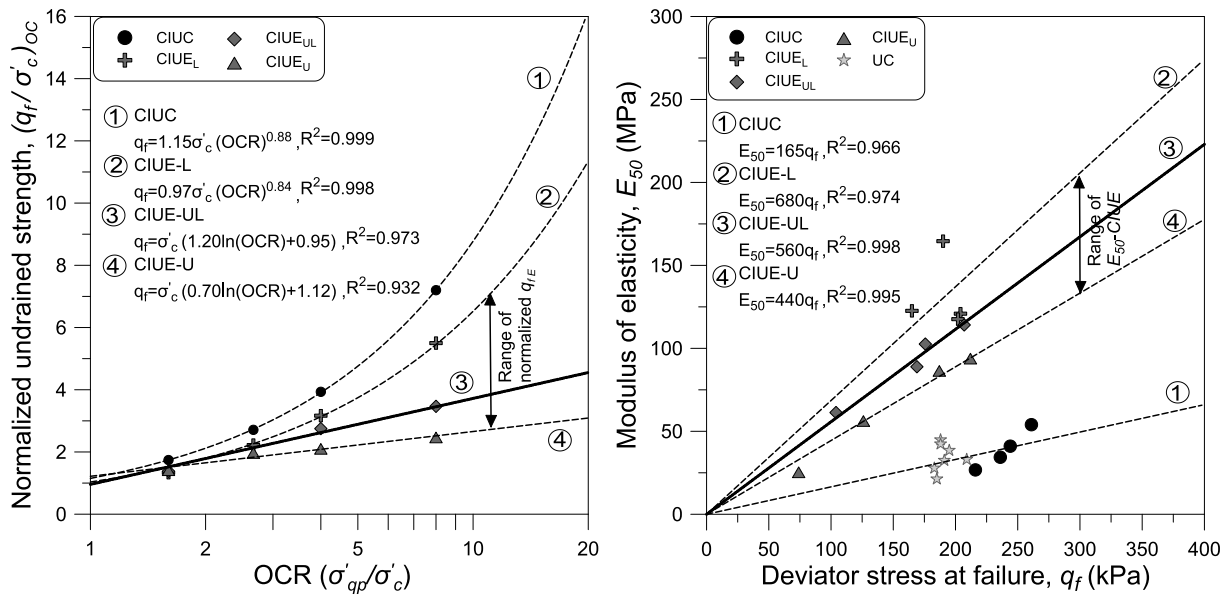 Normalized undrained strength, (q_f/σ'_c)_OC
16
14
12
10
8
6
4
2
0
CIUC
CIUE_L
CIUE_UL
CIUE_U
① CIUC
q_f=1.15σ'_c(OCR)^0.88, R²=0.999
② CIUE-L
q_f=0.97σ'_c(OCR)^0.84, R²=0.998
③ CIUE-UL
q_f=σ'_c(1.20ln(OCR)+0.95), R²=0.973
④ CIUE-U
q_f=σ'_c(0.70ln(OCR)+1.12), R²=0.932
①
②
③
④
Range of
normalized q_fE
1
2
5
10
20
OCR (σ'_qp/σ'_c)
Modulus of elasticity, E_50 (MPa)
300
250
200
150
100
50
0
CIUC
CIUE_L
CIUE_UL
CIUE_U
UC
① CIUC
E_50=165q_f, R²=0.966
② CIUE-L
E_50=680q_f, R²=0.974
③ CIUE-UL
E_50=560q_f, R²=0.998
④ CIUE-U
E_50=440q_f, R²=0.995
②
③
④
①
Range of
E_50-CIUE
0
50
100
150
200
250
300
350
400
Deviator stress at failure, q_f (kPa)